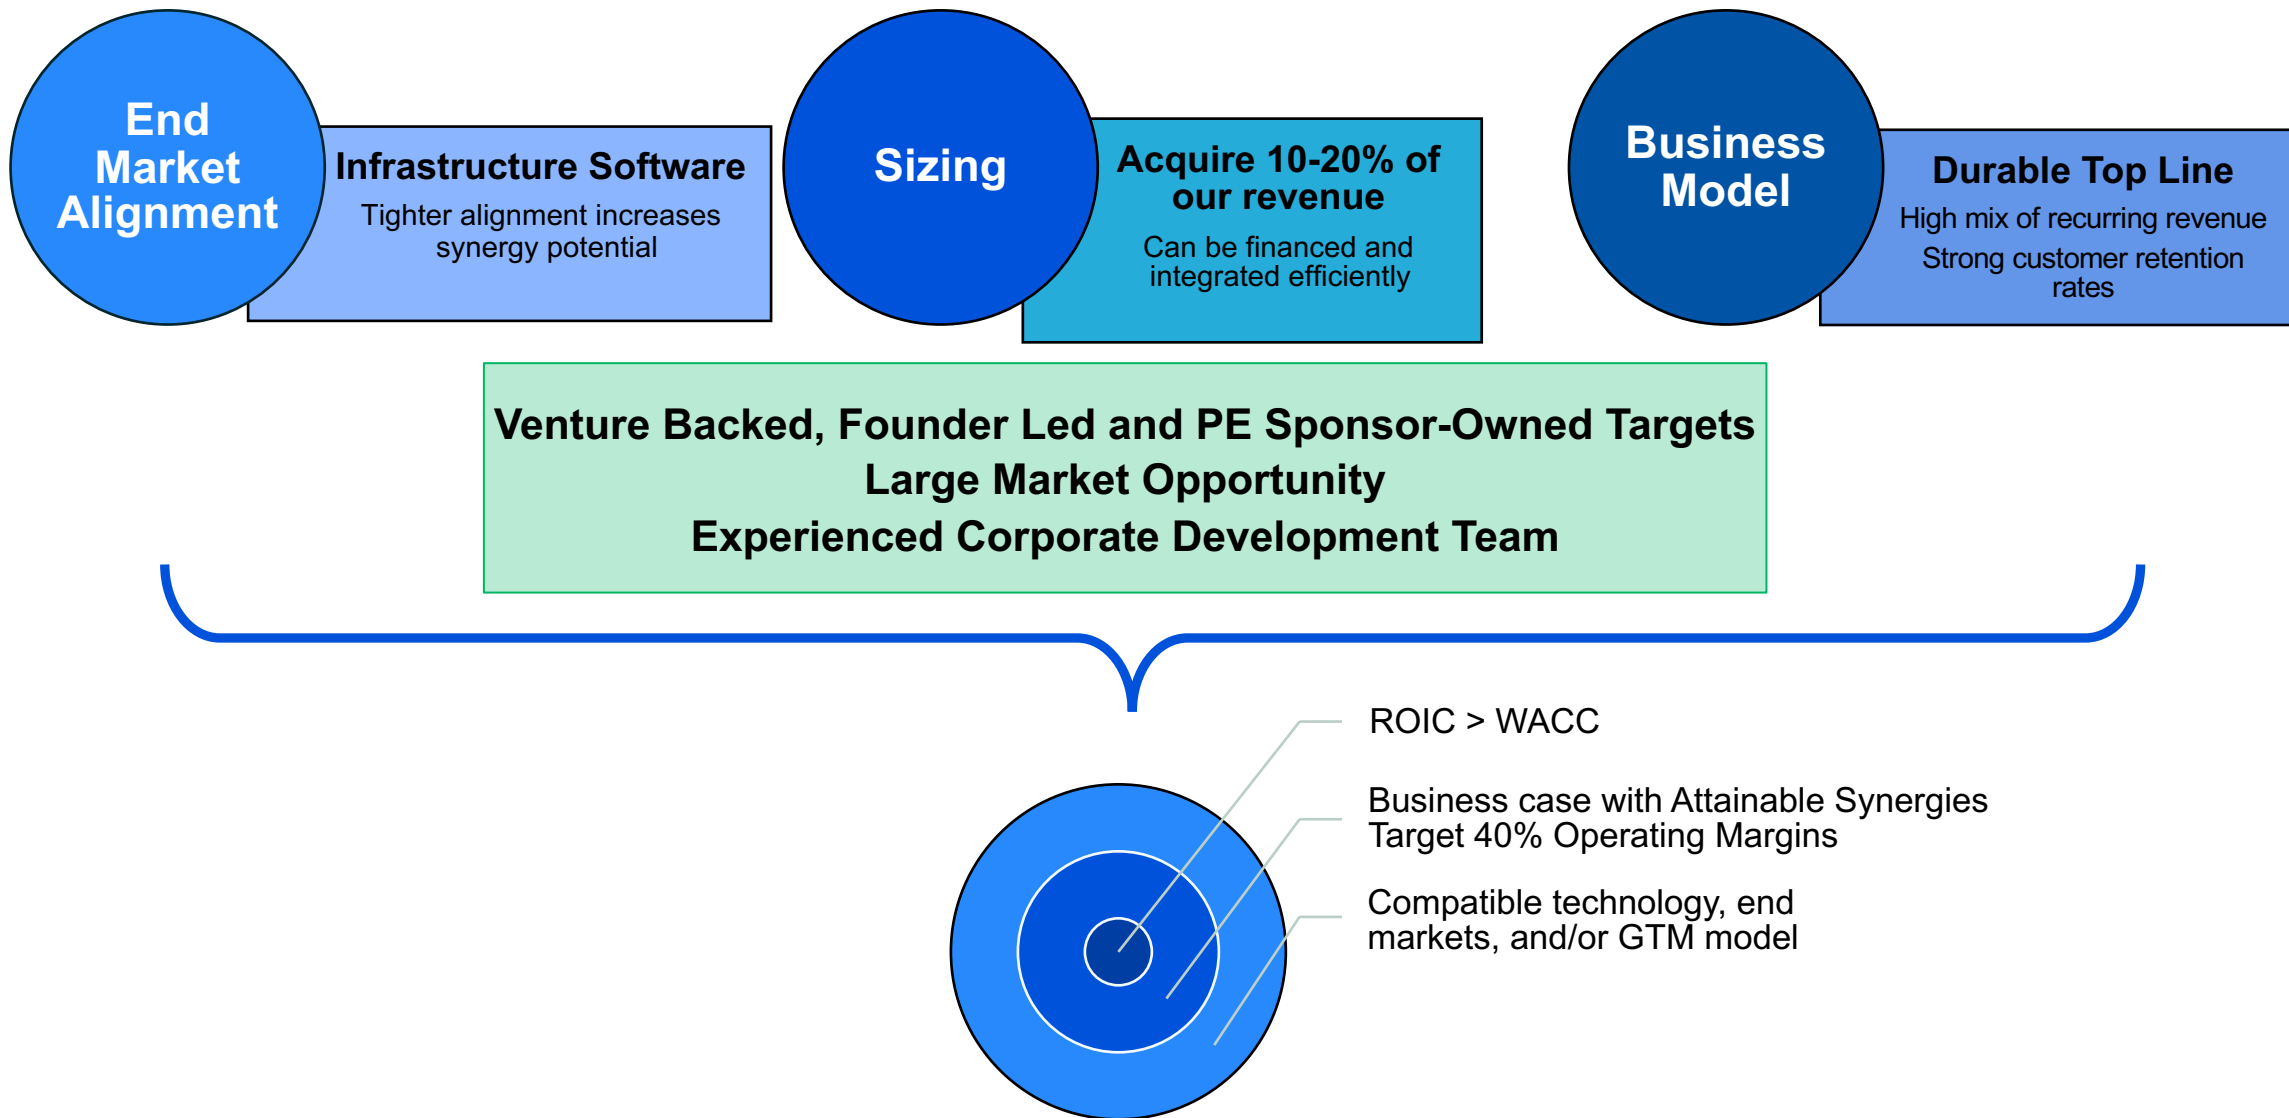 End
Market
Alignment
Infrastructure Software
Tighter alignment increases
synergy potential
Sizing
Acquire 10-20% of
our revenue
Can be financed and
integrated efficiently
Business
Model
Durable Top Line
High mix of recurring revenue
Strong customer retention
rates
Venture Backed, Founder Led and PE Sponsor-Owned Targets
Large Market Opportunity
Experienced Corporate Development Team
ROIC > WACC
Business case with Attainable Synergies
Target 40% Operating Margins
Compatible technology, end
markets, and/or GTM model